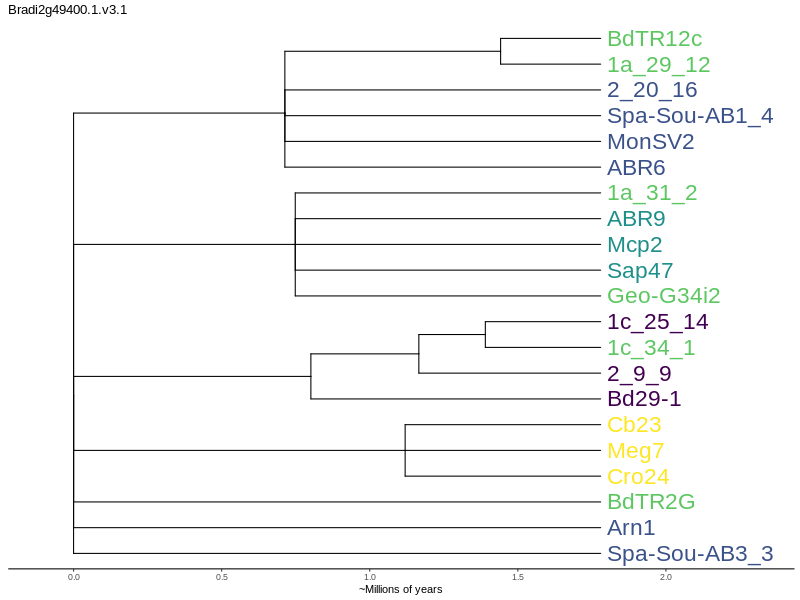 Bradi2g49400.1.v3.1
BdTR12c
1a_29_12
2_20_16
Spa-Sou-AB1_4
MonSV2
ABR6
1a_31_2
ABR9
Mcp2
Sap47
Geo-G34i2
1c_25_14
1c_34_1
2_9_9
Bd29-1
Cb23
Meg7
Cro24
BdTR2G
Arn1
Spa-Sou-AB3_3
0.0 0.5 1.0 1.5 2.0
~Millions of years